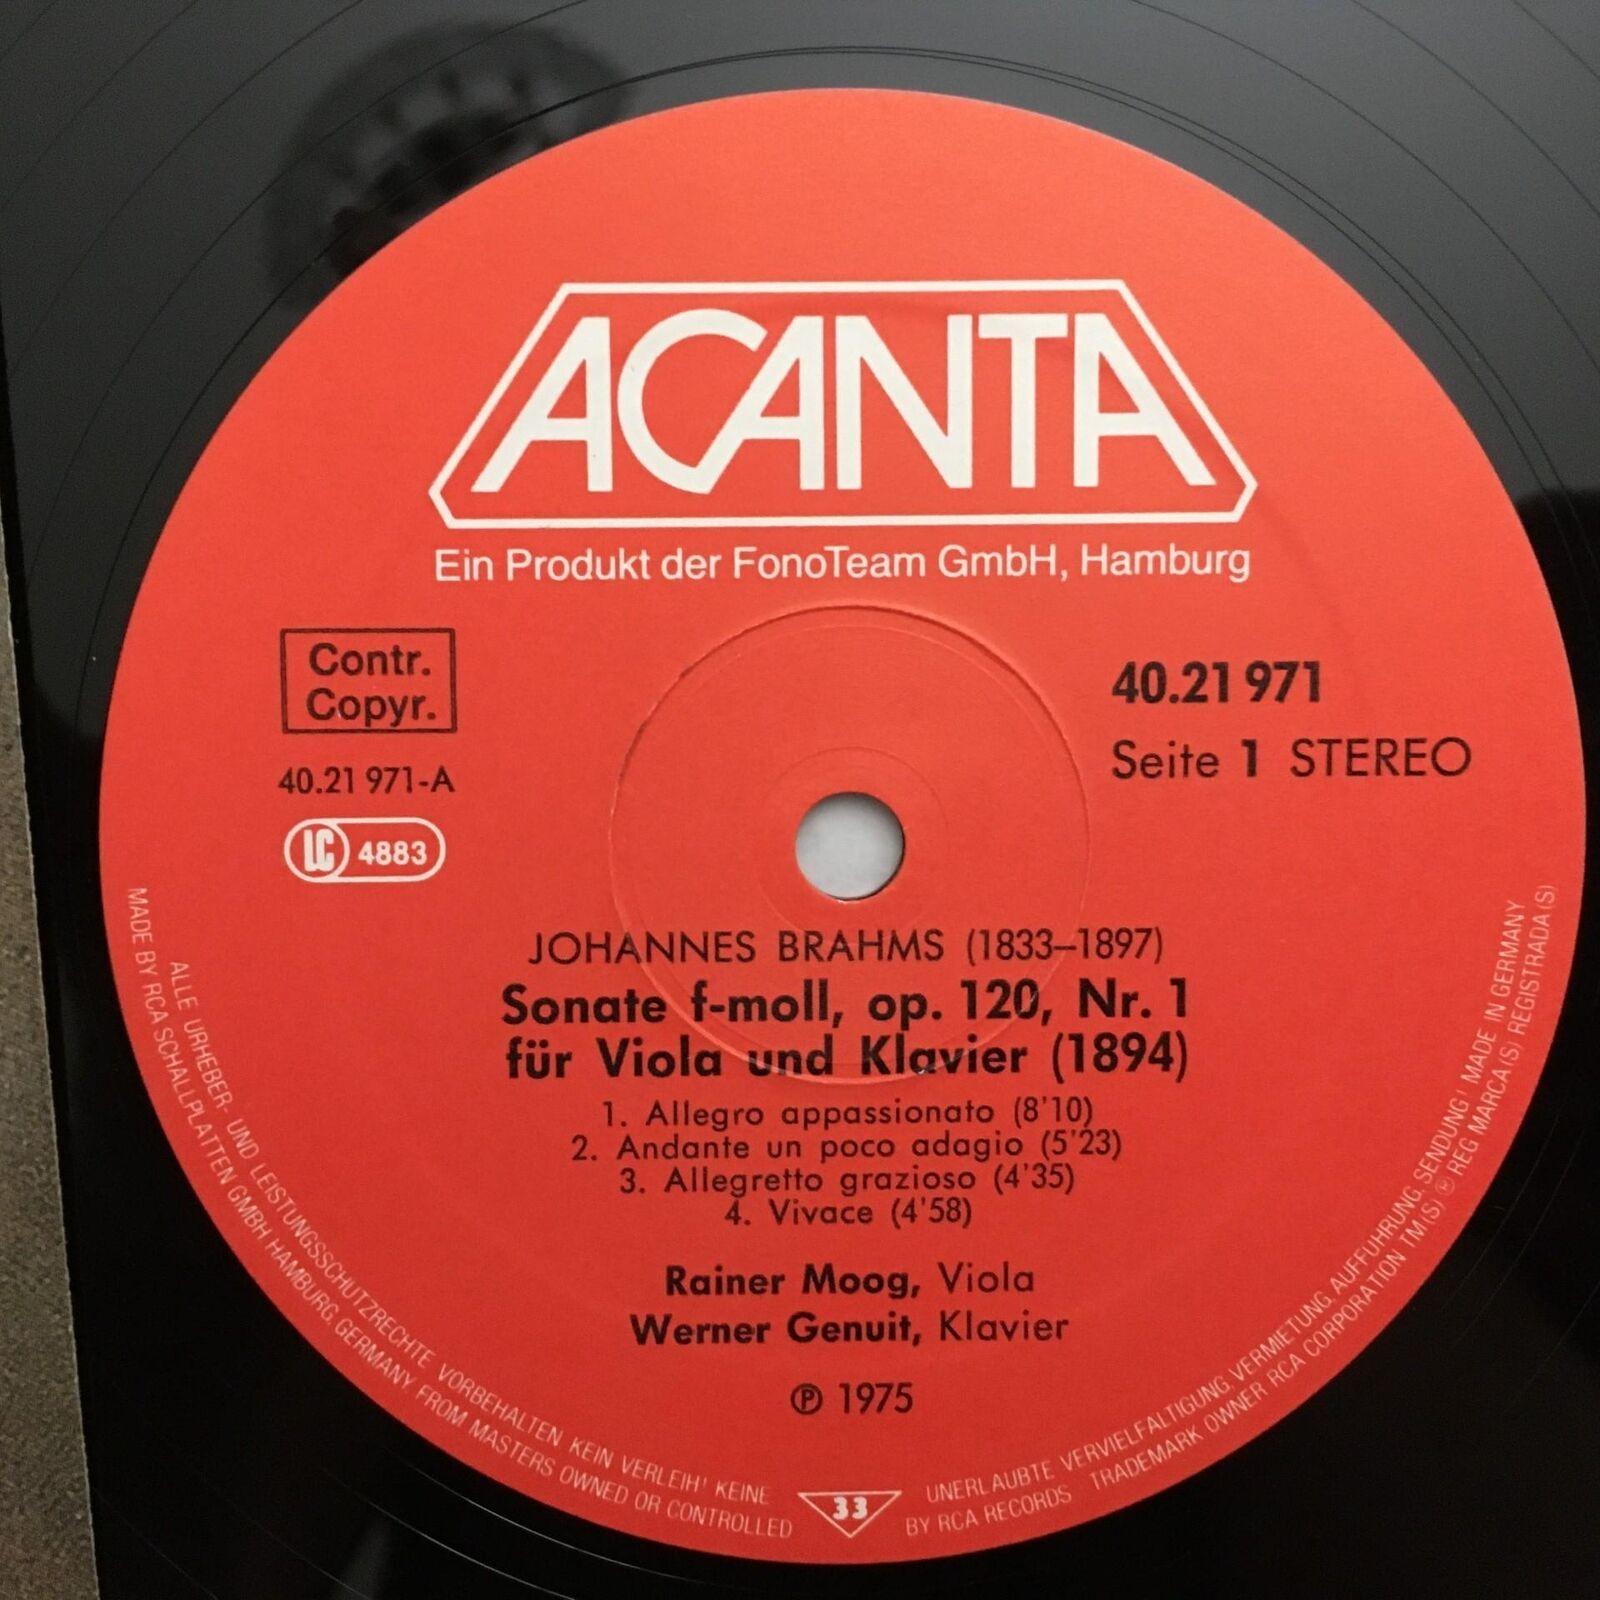 ACANTA
Ein Produkt der FonoTeam GmbH, Hamburg
Contr.
Copyr.
40.21 971-A
LC 4883
40.21 971
Seite 1 STEREO
JOHANNES BRAHMS (1833–1897)
Sonate f-moll, op. 120, Nr. 1
für Viola und Klavier (1894)
1. Allegro appassionato (8'10)
2. Andante un poco adagio (5'23)
3. Allegretto grazioso (4'35)
4. Vivace (4'58)
Rainer Moog, Viola
Werner Genuit, Klavier
℗ 1975
ALLE URHEBER- UND LEISTUNGSSCHUTZRECHTE VORBEHALTEN KEIN VERLEIH! KEINE UNERLAUBTE VERVIELFALTIGUNG VERMIETUNG AUFFUHRUNG, SENDUNG! MADE IN GERMANY
MADE BY RCA SCHALLPLATTEN GMBH HAMBURG, GERMANY FROM MASTERS OWNED OR CONTROLLED BY RCA RECORDS TRADEMARK OWNER RCA CORPORATION TM(S) ® REG MARCA(S) REGISTRADA(S)
33